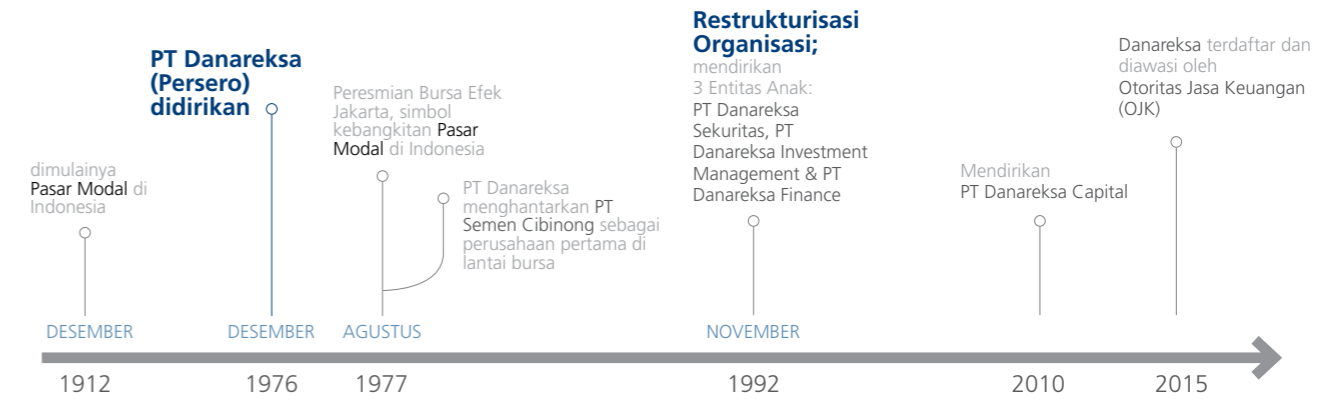 dimulainya
Pasar Modal di
Indonesia
PT Danareksa
(Persero)
didirikan
Peresmian Bursa Efek
Jakarta, simbol
kebangkitan Pasar
Modal di Indonesia
PT Danareksa
menghantarkan PT
Semen Cibinong sebagai
perusahaan pertama di
lantai bursa
Restrukturisasi
Organisasi;
mendirikan
3 Entitas Anak:
PT Danareksa
Sekuritas, PT
Danareksa Investment
Management & PT
Danareksa Finance
Mendirikan
PT Danareksa Capital
Danareksa terdaftar dan
diawasi oleh
Otoritas Jasa Keuangan
(OJK)
DESEMBER
DESEMBER
AGUSTUS
NOVEMBER
1912
1976
1977
1992
2010
2015